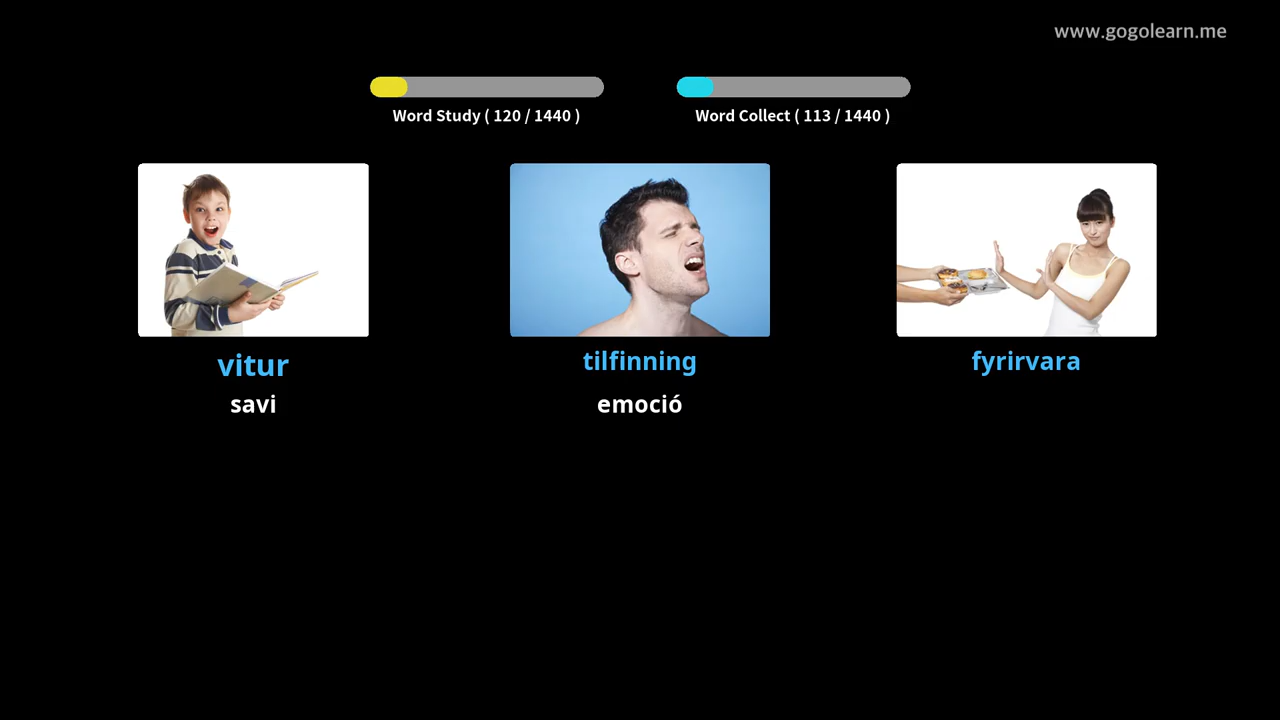 www.gogolearn.me
Word Study ( 120 / 1440 )
Word Collect ( 113 / 1440 )
vitur
tilfinning
fyrirvara
savi
emoció